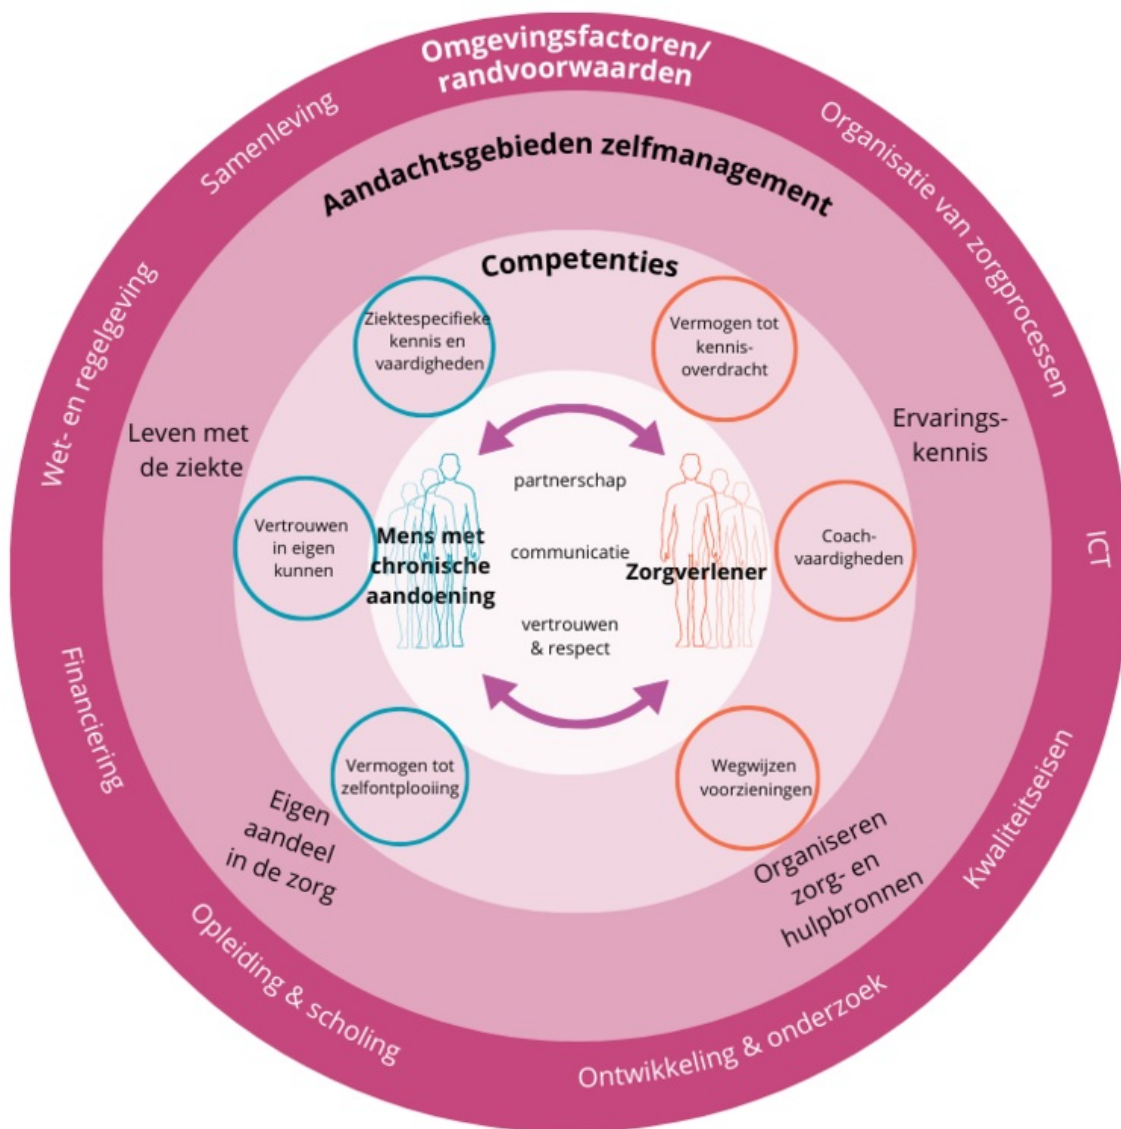 Omgevingsfactoren/
randvoorwaarden
Samenleving
Organisatie van zorgprocessen
Wet- en regelgeving
ICT
Financiering
Kwaliteitseisen
Opleiding & scholing
Ontwikkeling & onderzoek
Aandachtsgebieden zelfmanagement
Leven met
de ziekte
Ervarings-
kennis
Eigen
aandeel
in de zorg
Organiseren
zorg- en
hulpbronnen
Competenties
Ziektespecifieke
kennis en
vaardigheden
Vermogen tot
kennis-
overdracht
Vertrouwen
in eigen
kunnen
Coach-
vaardigheden
Vermogen tot
zelfontplooiing
Wegwijzen
voorzieningen
Mens met
chronische
aandoening
partnerschap
communicatie
vertrouwen
& respect
Zorgverlener